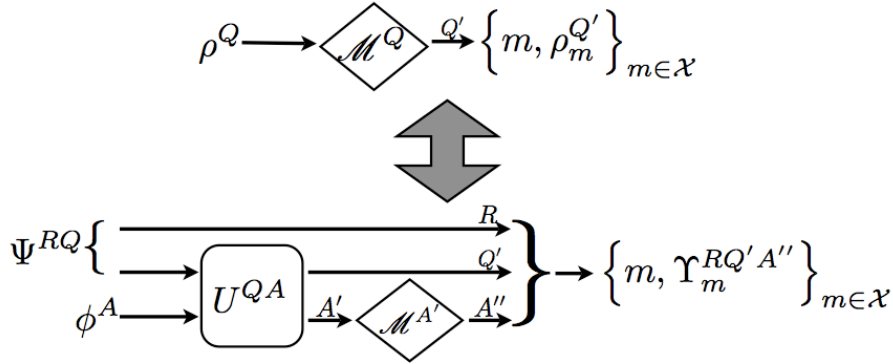 ρ^Q ℳ^Q Q′ {m, ρ_m^{Q′}}_{m∈𝒳}
R
Ψ^{RQ} { } {m, Υ_m^{RQ′A″}}_{m∈𝒳}
Q′
U^{QA}
φ^A A′ ℳ^{A′} A″